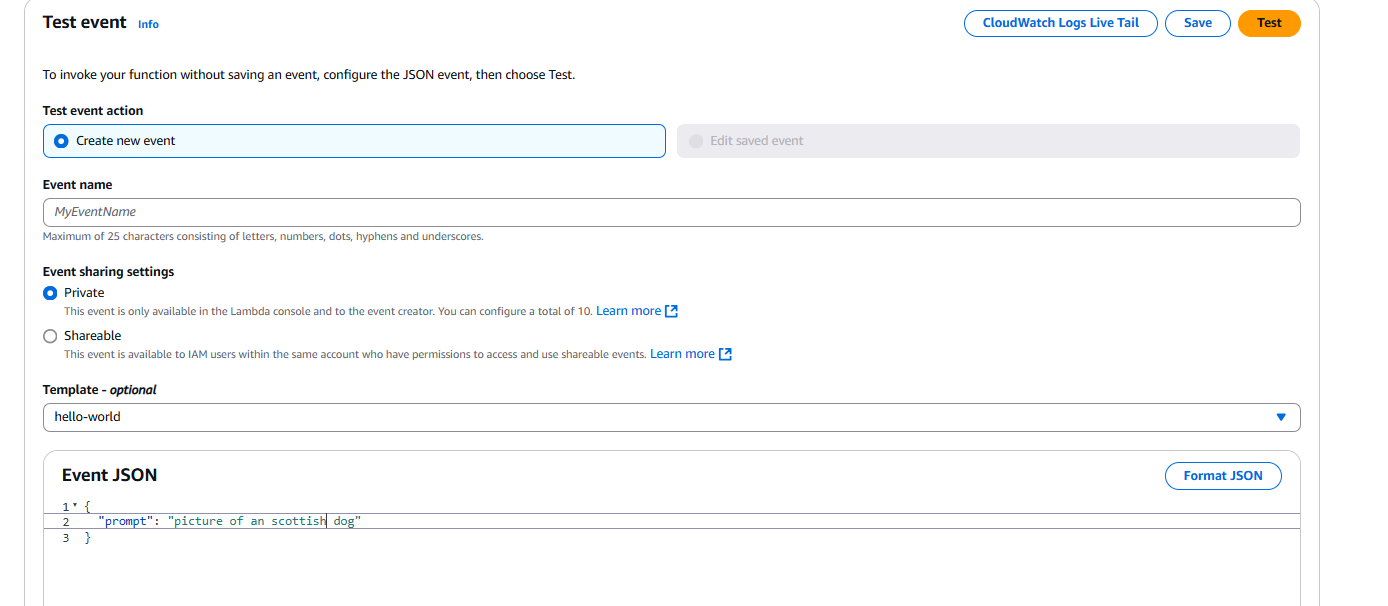 Test event Info CloudWatch Logs Live Tail Save Test
To invoke your function without saving an event, configure the JSON event, then choose Test.
Test event action
Create new event Edit saved event
Event name
MyEventName
Maximum of 25 characters consisting of letters, numbers, dots, hyphens and underscores.
Event sharing settings
Private
This event is only available in the Lambda console and to the event creator. You can configure a total of 10. Learn more
Shareable
This event is available to IAM users within the same account who have permissions to access and use shareable events. Learn more
Template - optional
hello-world
Event JSON Format JSON
1 {
2 "prompt": "picture of an scottish dog"
3 }